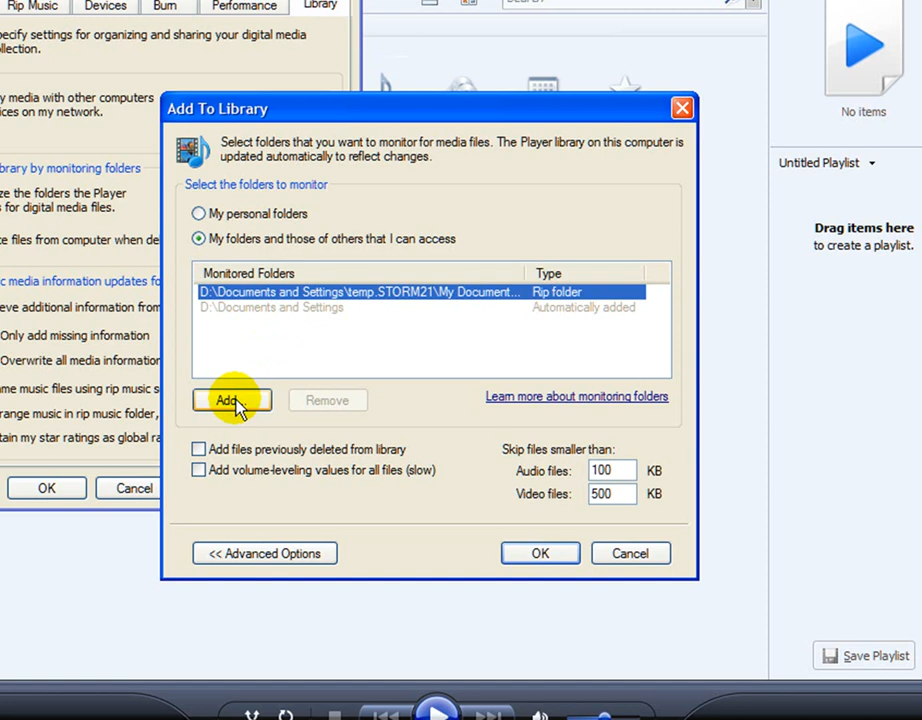 Rip Music Devices Burn Performance Library
pecify settings for organizing and sharing your digital media
ollection.
y media with other computers
ices on my network.
ibrary by monitoring folders
ze the folders the Player
s for digital media files.
te files from computer when de
c media information updates fo
eve additional information from
Only add missing information
Overwrite all media information
me music files using rip music s
range music in rip music folder,
tain my star ratings as global ra
OK Cancel
Add To Library
Select folders that you want to monitor for media files. The Player library on this computer is
updated automatically to reflect changes.
Select the folders to monitor
My personal folders
My folders and those of others that I can access
Monitored Folders Type
D:\Documents and Settings\temp.STORM21\My Document... Rip folder
D:\Documents and Settings Automatically added
Add... Remove Learn more about monitoring folders
Add files previously deleted from library
Add volume-leveling values for all files (slow)
Skip files smaller than:
Audio files: 100 KB
Video files: 500 KB
<< Advanced Options OK Cancel
No items
Untitled Playlist
Drag items here
to create a playlist.
Save Playlist